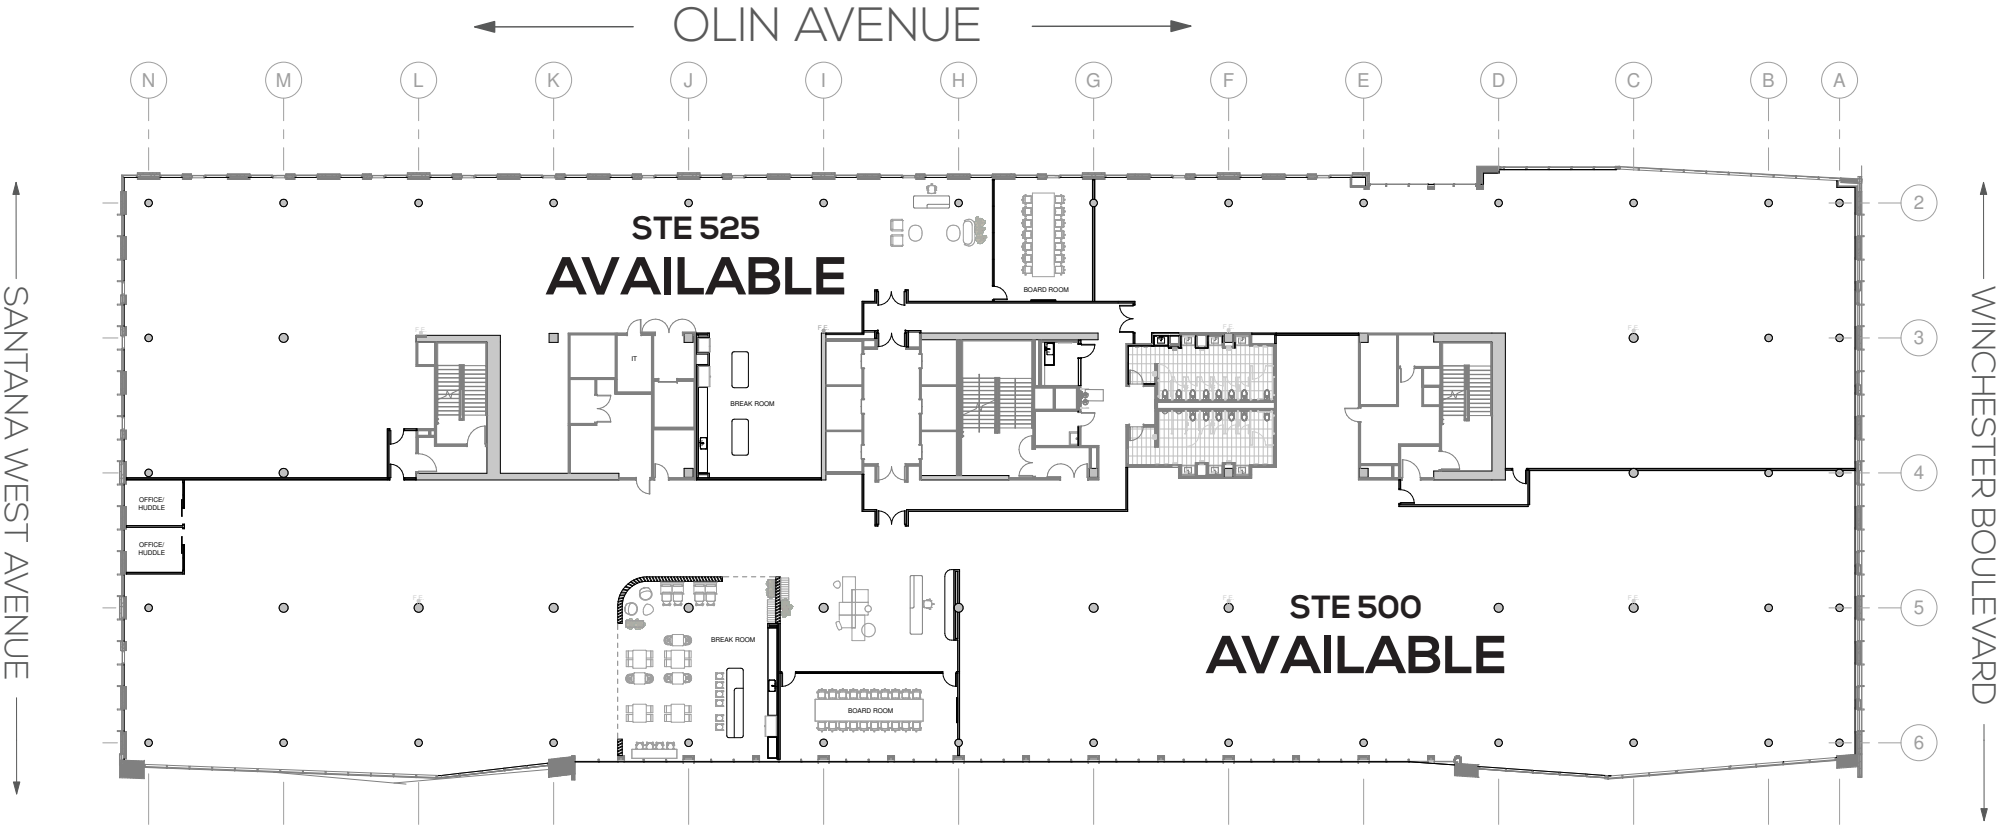 OLIN AVENUE
N M L K J I H G F E D C B A
2
STE 525
AVAILABLE
BOARD ROOM
3
IT
BREAK ROOM
4
OFFICE/
HUDDLE
OFFICE/
HUDDLE
SANTANA WEST AVENUE
WINCHESTER BOULEVARD
5
STE 500
AVAILABLE
BREAK ROOM
BOARD ROOM
6